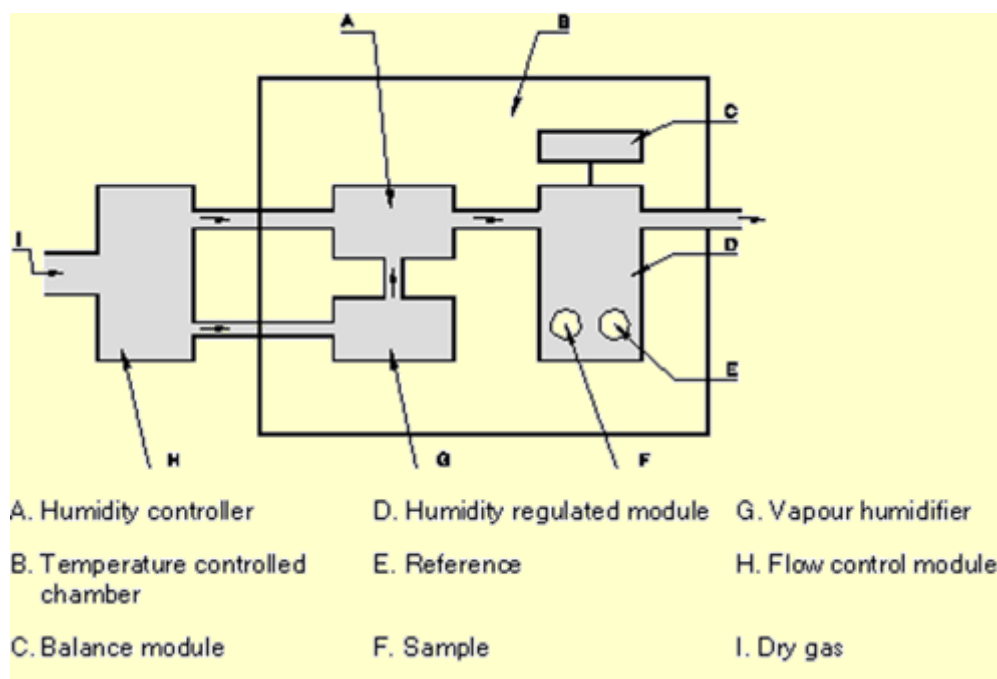 A
B
C
I
D
E
H
G
F
A. Humidity controller
D. Humidity regulated module
G. Vapour humidifier
B. Temperature controlled
chamber
E. Reference
H. Flow control module
C. Balance module
F. Sample
I. Dry gas